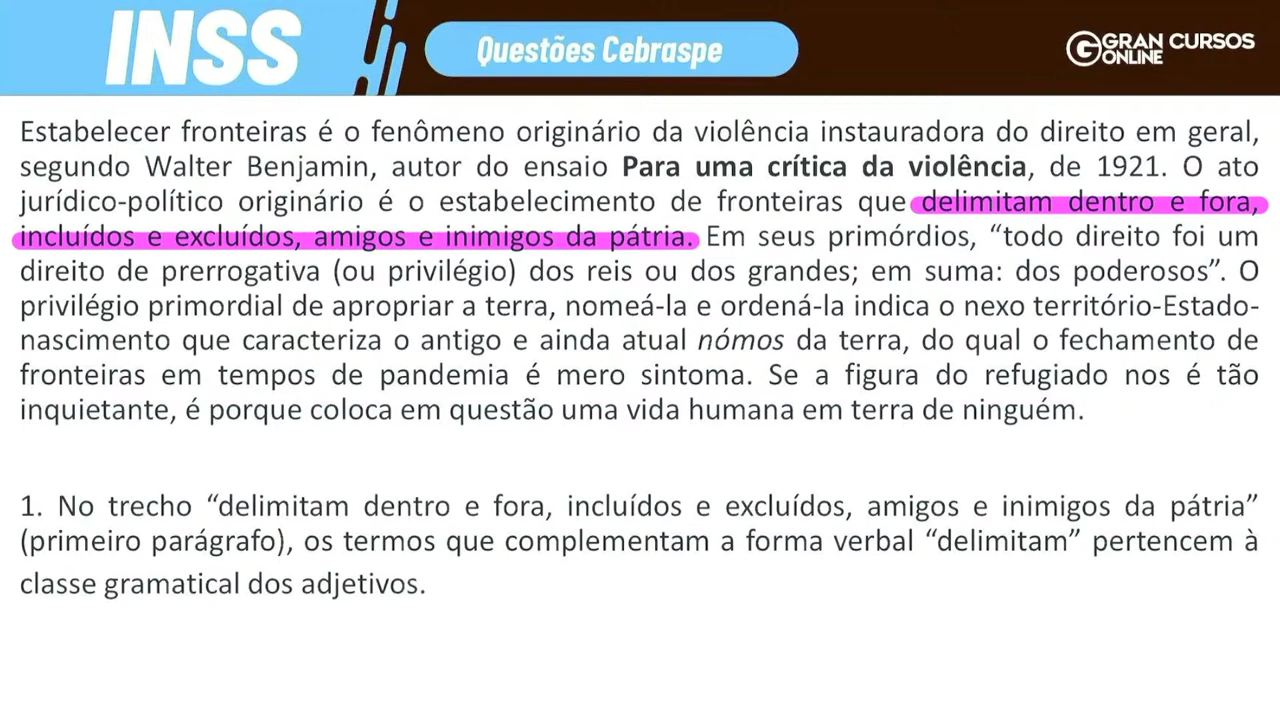 INSS
Questões Cebraspe
GRAN CURSOS
ONLINE
Estabelecer fronteiras é o fenômeno originário da violência instauradora do direito em geral,
segundo Walter Benjamin, autor do ensaio Para uma crítica da violência, de 1921. O ato
jurídico-político originário é o estabelecimento de fronteiras que delimitam dentro e fora,
incluídos e excluídos, amigos e inimigos da pátria. Em seus primórdios, “todo direito foi um
direito de prerrogativa (ou privilégio) dos reis ou dos grandes; em suma: dos poderosos”. O
privilégio primordial de apropriar a terra, nomeá-la e ordená-la indica o nexo território-Estado-
nascimento que caracteriza o antigo e ainda atual nómos da terra, do qual o fechamento de
fronteiras em tempos de pandemia é mero sintoma. Se a figura do refugiado nos é tão
inquietante, é porque coloca em questão uma vida humana em terra de ninguém.
1. No trecho “delimitam dentro e fora, incluídos e excluídos, amigos e inimigos da pátria”
(primeiro parágrafo), os termos que complementam a forma verbal “delimitam” pertencem à
classe gramatical dos adjetivos.